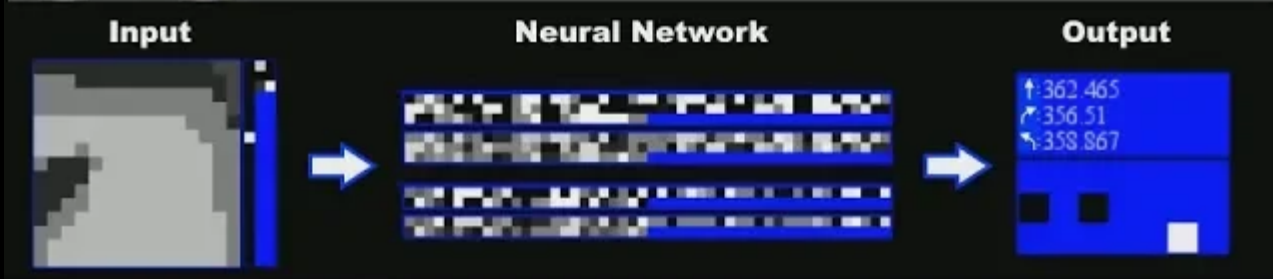 Input
Neural Network
Output
↑:362.465
↱:356.51
↰:358.867